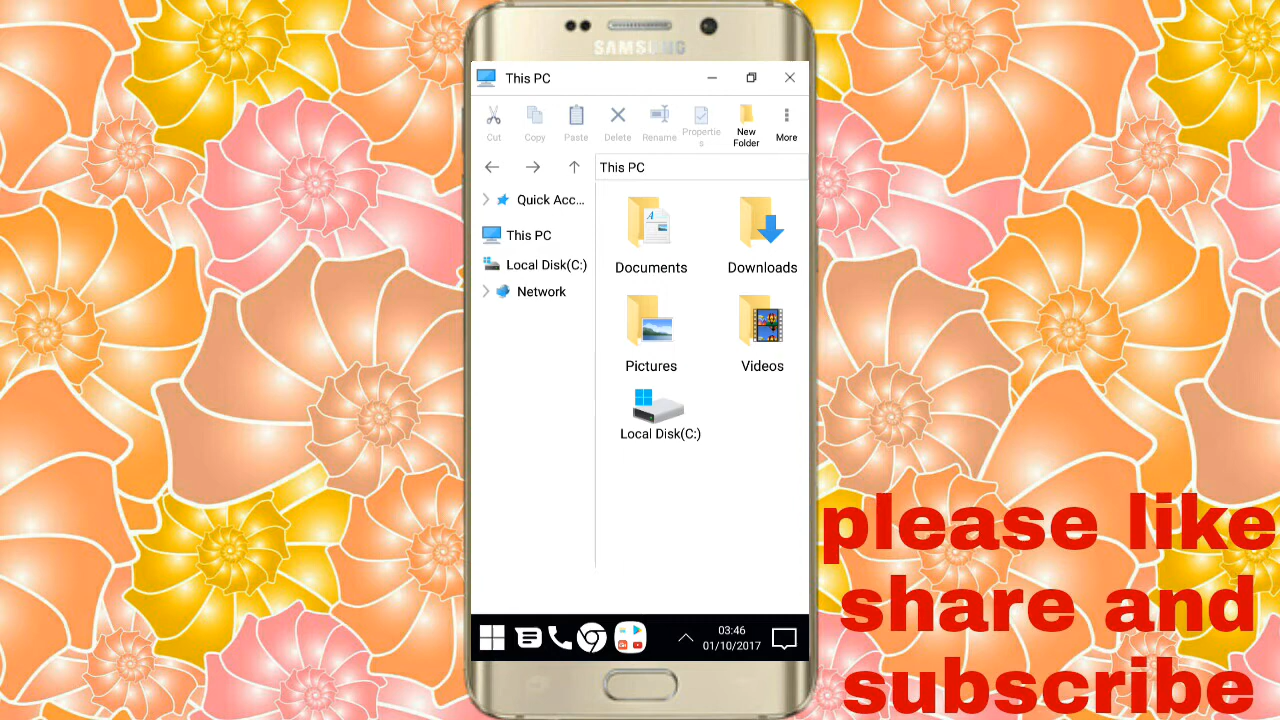 SAMSUNG
This PC
Cut
Copy
Paste
Delete
Rename
Propertie
s
New
Folder
More
This PC
Quick Acc...
This PC
Local Disk(C:)
Network
Documents
Downloads
Pictures
Videos
Local Disk(C:)
03:46
01/10/2017
please like
share and
subscribe